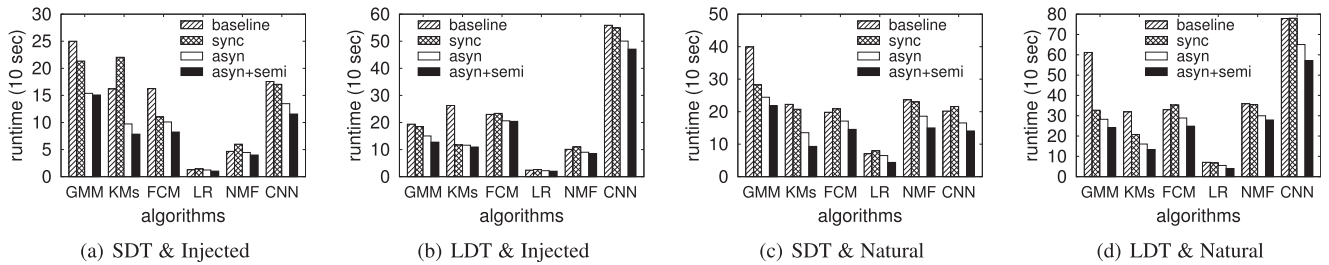 30
25
20
15
10
5
0
runtime (10 sec)
baseline
sync
asyn
asyn+semi
GMM KMs FCM LR NMF CNN
algorithms
(a) SDT & Injected
60
50
40
30
20
10
0
runtime (10 sec)
baseline
sync
asyn
asyn+semi
GMM KMs FCM LR NMF CNN
algorithms
(b) LDT & Injected
50
40
30
20
10
0
runtime (10 sec)
baseline
sync
asyn
asyn+semi
GMM KMs FCM LR NMF CNN
algorithms
(c) SDT & Natural
80
70
60
50
40
30
20
10
0
runtime (10 sec)
baseline
sync
asyn
asyn+semi
GMM KMs FCM LR NMF CNN
algorithms
(d) LDT & Natural